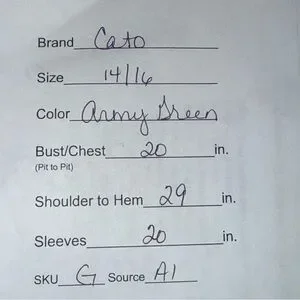 Brand Cato
Size 14/16
Color Army Green
Bust/Chest 20 in.
(Pit to Pit)
Shoulder to Hem 29 in.
Sleeves 20 in.
SKU G Source A1